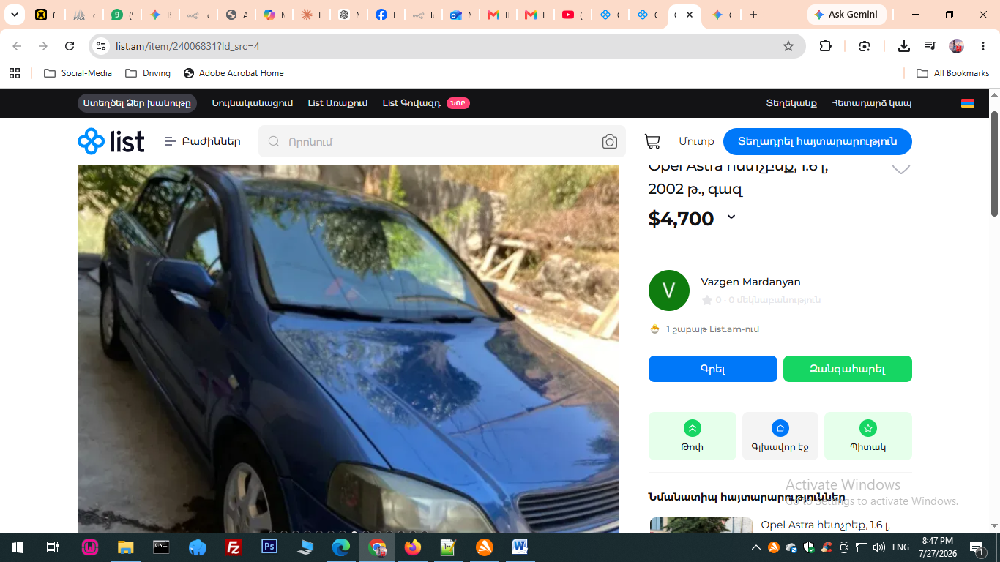 Ask Gemini
list.am/item/24006831?ld_src=4
Social-Media
Driving
Adobe Acrobat Home
All Bookmarks
Ստեղծել Ձեր խանութը
Նույնականացում
List Առաքում
List Գովազդ
ՆՈՐ
Տեղեկանք
Հետադարձ կապ
list
Բաժիններ
Որոնում
Մուտք
Տեղադրել հայտարարություն
Opel Astra հետչբեք, 1.6 լ,
2002 թ., գազ
$4,700
V
Vazgen Mardanyan
0 · 0 մեկնաբանություն
1 շաբաթ List.am-ում
Գրել
Զանգահարել
Թոփ
Գլխավոր էջ
Պիտակ
Նմանատիպ հայտարարություններ
Opel Astra հետչբեք, 1.6 լ,
Activate Windows
Go to Settings to activate Windows.
ENG
8:47 PM
7/27/2026
1